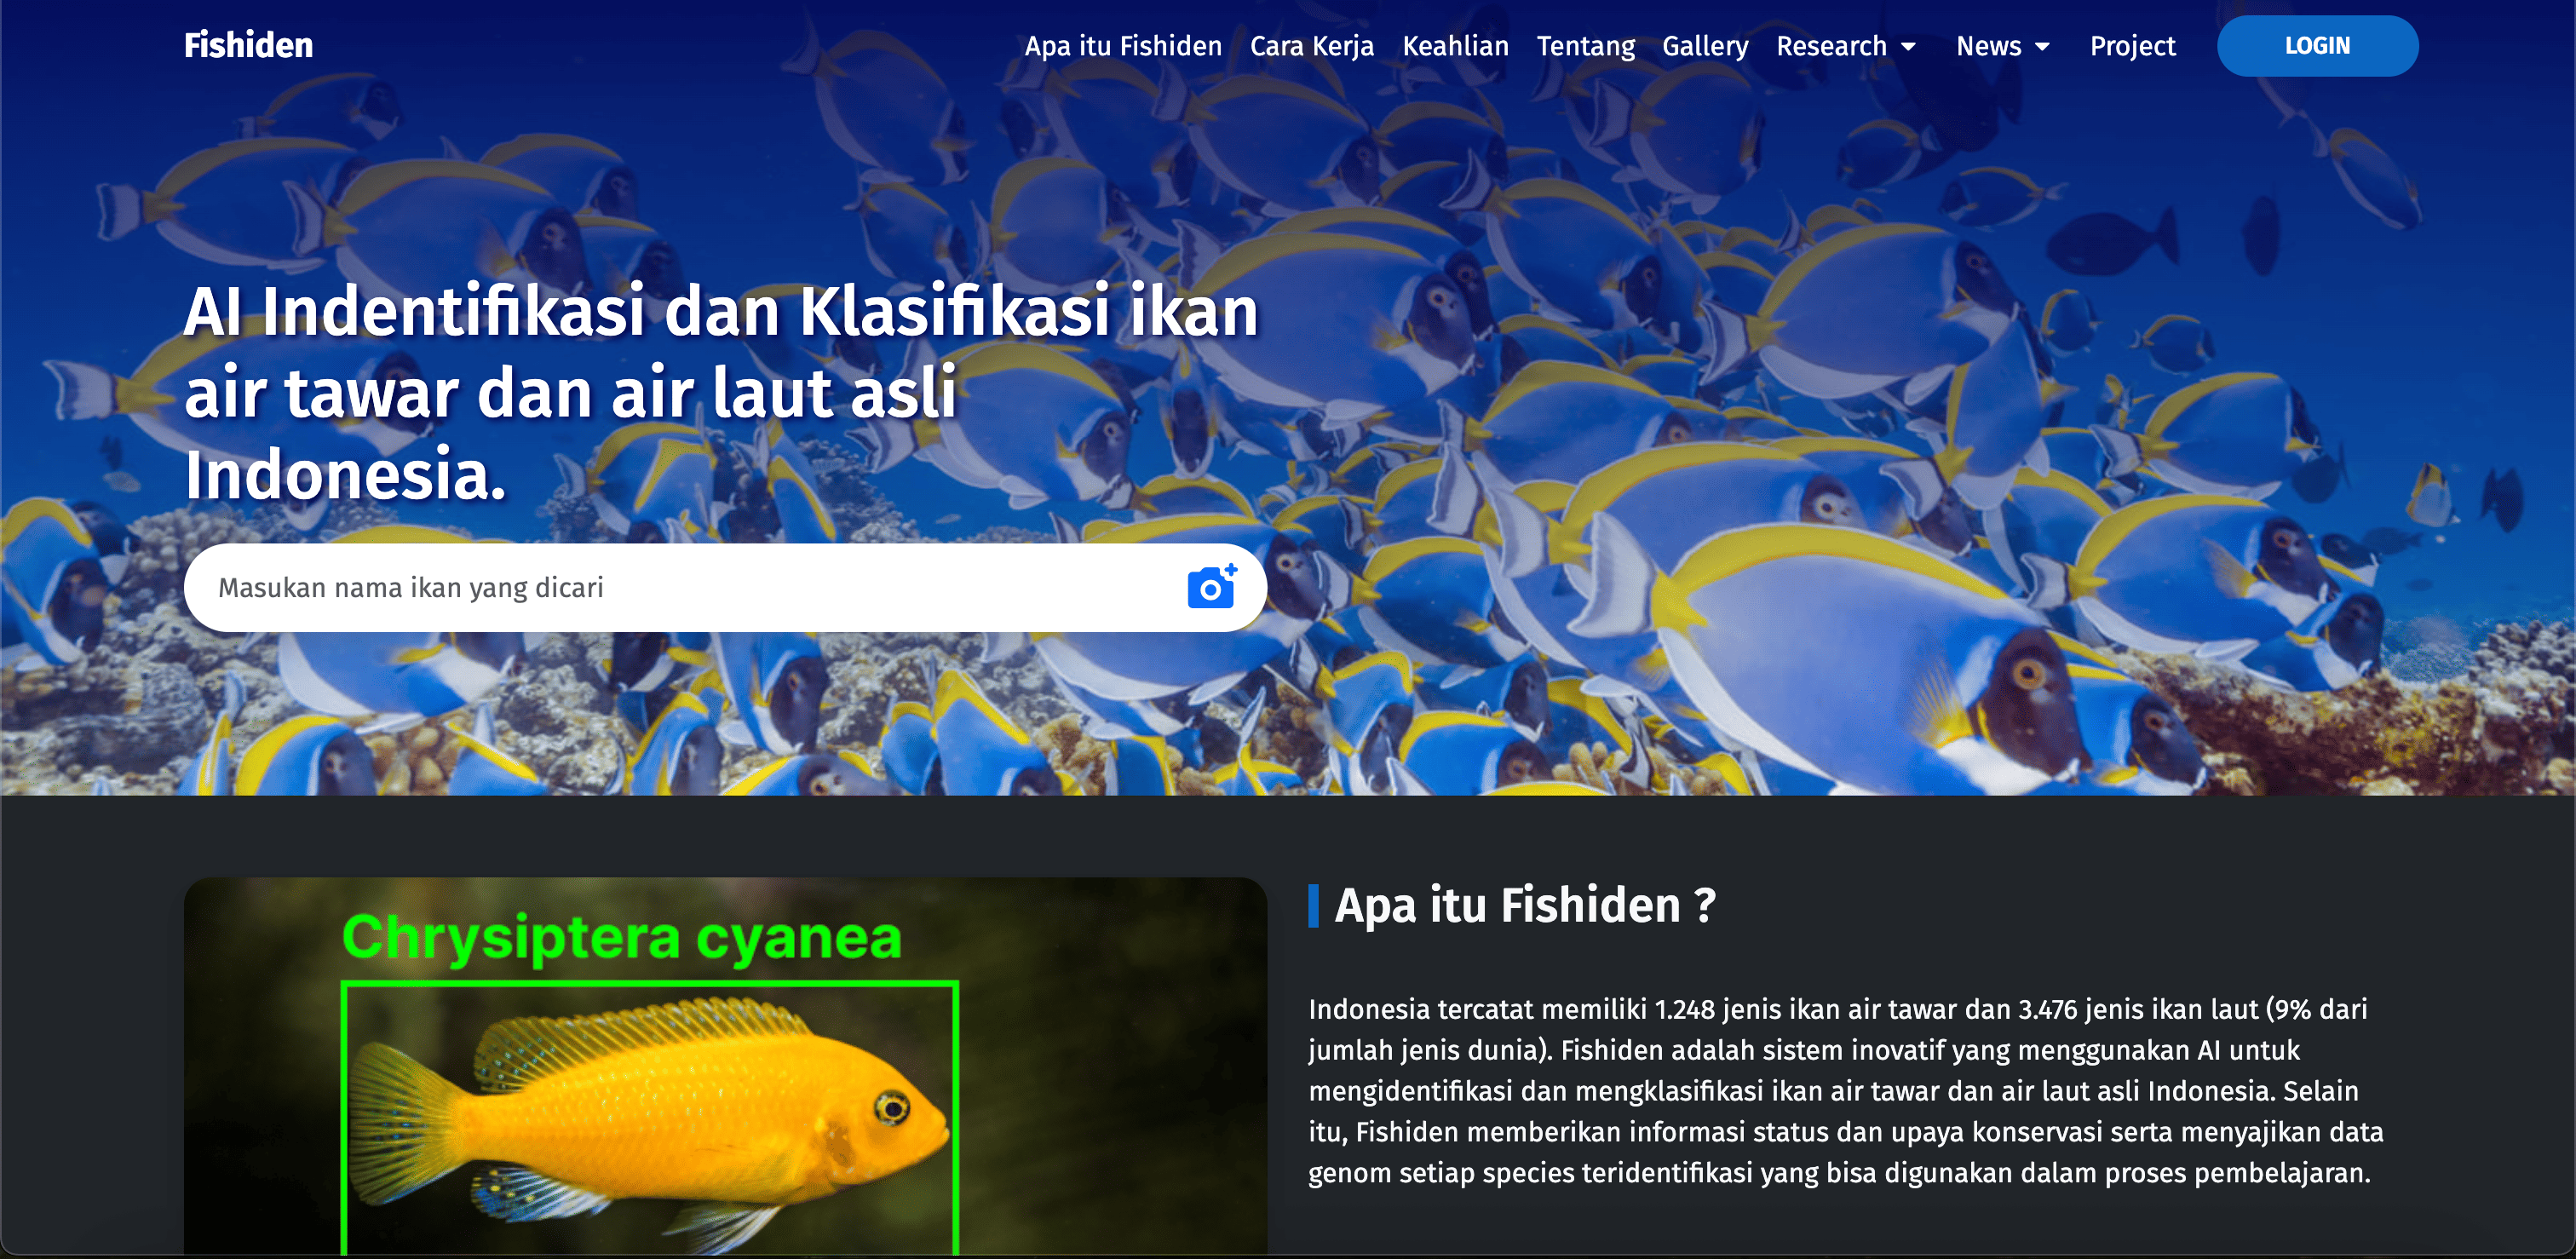 Fishiden
Apa itu Fishiden
Cara Kerja
Keahlian
Tentang
Gallery
Research
News
Project
LOGIN
AI Indentifikasi dan Klasifikasi ikan
air tawar dan air laut asli
Indonesia.
Masukan nama ikan yang dicari
Chrysiptera cyanea
Apa itu Fishiden ?
Indonesia tercatat memiliki 1.248 jenis ikan air tawar dan 3.476 jenis ikan laut (9% dari
jumlah jenis dunia). Fishiden adalah sistem inovatif yang menggunakan AI untuk
mengidentifikasi dan mengklasifikasi ikan air tawar dan air laut asli Indonesia. Selain
itu, Fishiden memberikan informasi status dan upaya konservasi serta menyajikan data
genom setiap species teridentifikasi yang bisa digunakan dalam proses pembelajaran.